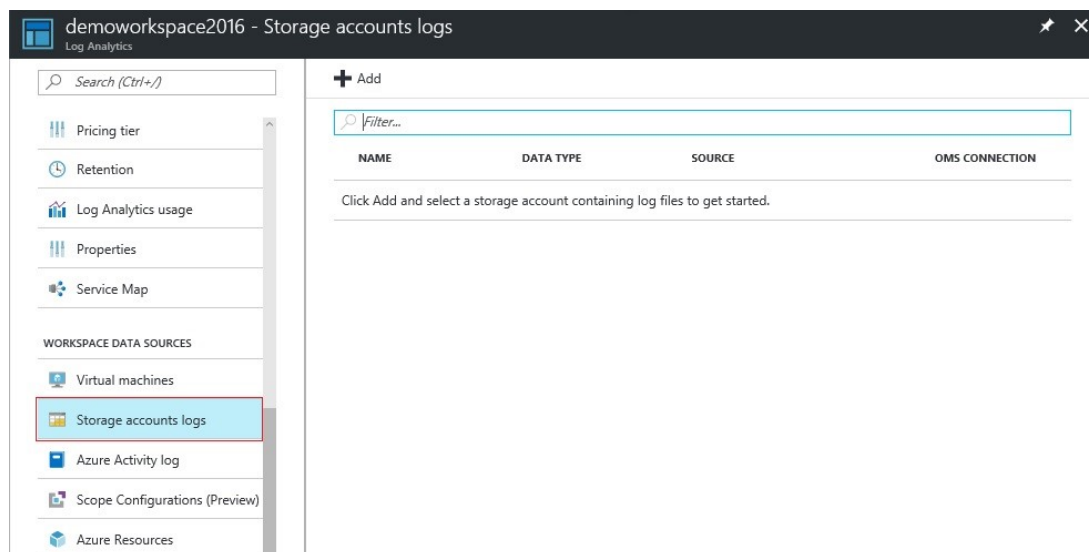 demoworkspace2016 - Storage accounts logs
Log Analytics
Search (Ctrl+/)
Pricing tier
Retention
Log Analytics usage
Properties
Service Map
WORKSPACE DATA SOURCES
Virtual machines
Storage accounts logs
Azure Activity log
Scope Configurations (Preview)
Azure Resources
Add
Filter...
NAME DATA TYPE SOURCE OMS CONNECTION
Click Add and select a storage account containing log files to get started.